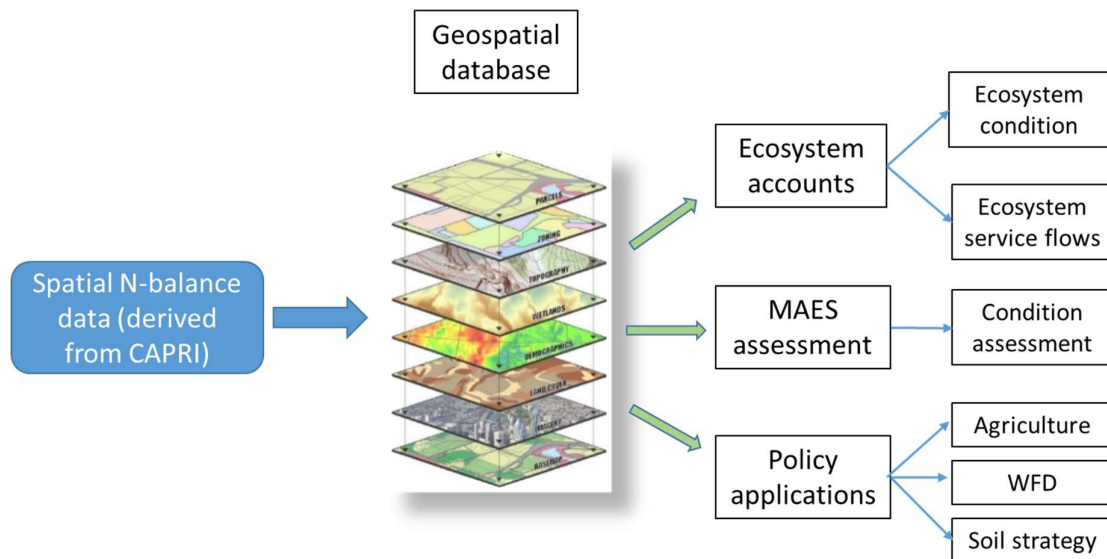 Geospatial
database
Spatial N-balance
data (derived
from CAPRI)
PARCELS
ZONING
TOPOGRAPHY
WETLANDS
DEMOGRAPHICS
LAND COVER
IMAGERY
BASEMAP
Ecosystem
accounts
Ecosystem
condition
Ecosystem
service flows
MAES
assessment
Condition
assessment
Policy
applications
Agriculture
WFD
Soil strategy